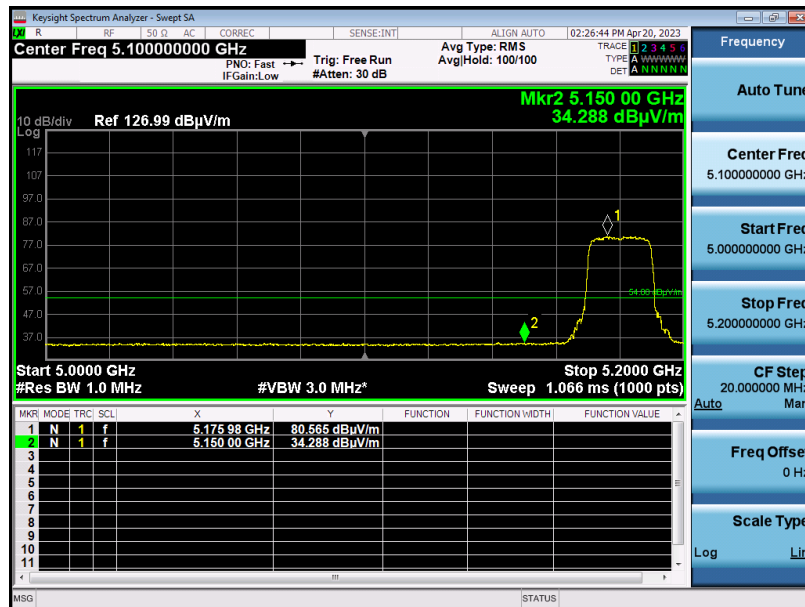 Keysight Spectrum Analyzer - Swept SA
LXI R RF 50 Ω AC CORREC SENSE:INT ALIGN AUTO 02:26:44 PM Apr 20, 2023
Center Freq 5.100000000 GHz
PNO: Fast
IFGain:Low
Trig: Free Run
#Atten: 30 dB
Avg Type: RMS
Avg|Hold: 100/100
TRACE 1 2 3 4 5 6
TYPE A W W W W W
DET A N N N N N
Mkr2 5.150 00 GHz
34.288 dBµV/m
10 dB/div
Log
Ref 126.99 dBµV/m
117
107
97.0
87.0
77.0
67.0
57.0
47.0
37.0
1
54.00 dBµV/m
2
Start 5.0000 GHz
Stop 5.2000 GHz
#Res BW 1.0 MHz
#VBW 3.0 MHz*
Sweep 1.066 ms (1000 pts)
MKR MODE TRC SCL X Y FUNCTION FUNCTION WIDTH FUNCTION VALUE
1 N 1 f 5.175 98 GHz 80.565 dBµV/m
2 N 1 f 5.150 00 GHz 34.288 dBµV/m
3
4
5
6
7
8
9
10
11
MSG
STATUS
Frequency
Auto Tune
Center Freq
5.100000000 GHz
Start Freq
5.000000000 GHz
Stop Freq
5.200000000 GHz
CF Step
20.000000 MHz
Auto Man
Freq Offset
0 Hz
Scale Type
Log Lin